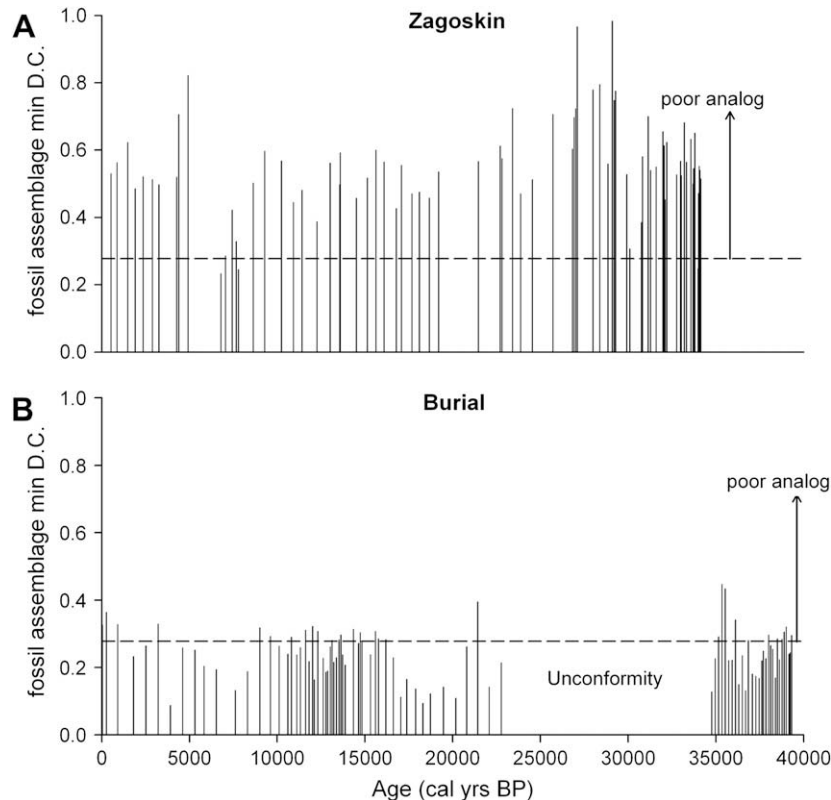 A
Zagoskin
fossil assemblage min D.C.
1.0
0.8
0.6
0.4
0.2
0.0
poor analog
B
Burial
fossil assemblage min D.C.
1.0
0.8
0.6
0.4
0.2
0.0
poor analog
Unconformity
0 5000 10000 15000 20000 25000 30000 35000 40000
Age (cal yrs BP)